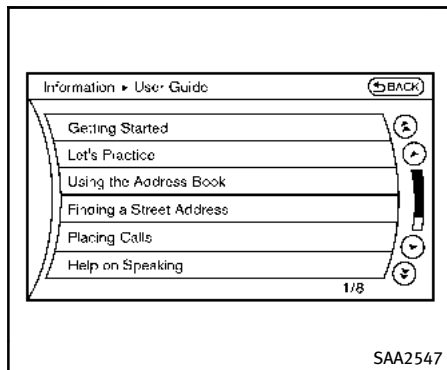 Information ▸ User Guide
BACK
Getting Started
Let's Practice
Using the Address Book
Finding a Street Address
Placing Calls
Help on Speaking
1/8
SAA2547